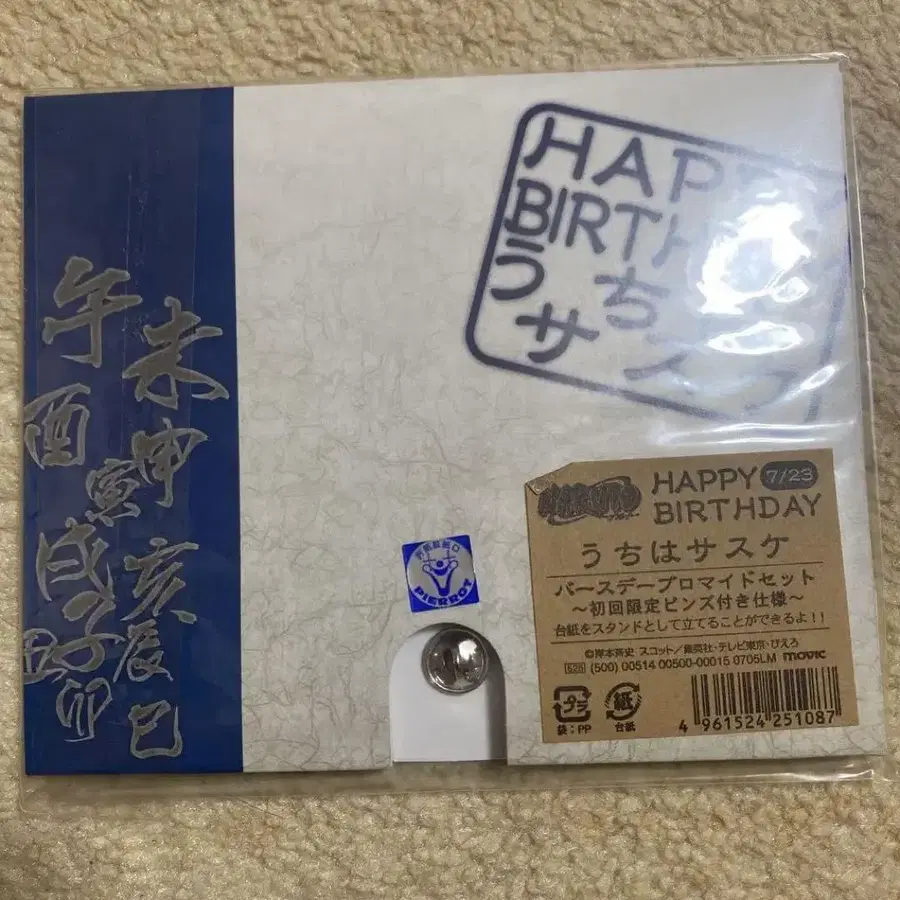 HAPP
BIRTH
うち
サス
未申亥辰巳
午酉寅戌子丑卯
PIERROT
NARUTO HAPPY 7/23
BIRTHDAY
うちはサスケ
バースデーブロマイドセット
～初回限定ピンズ付き仕様～
台紙をスタンドとして立てることができるよ!!
©岸本斉史 スコット/集英社・テレビ東京・ぴえろ
525 (500) 00514 00500-00015 0705LM movic
プラ 紙
袋:PP 台紙
4 961524 251087